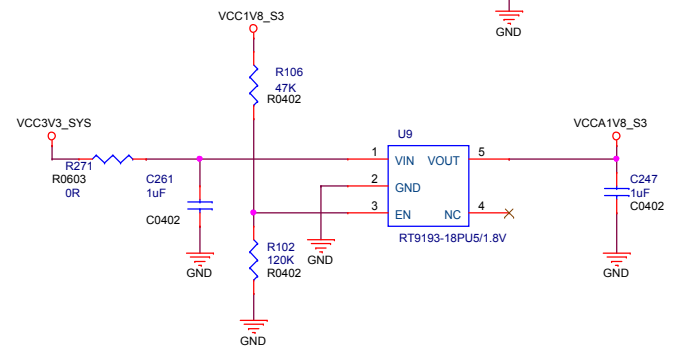 VCC1V8_S3
GND
R106
47K
R0402
VCC3V3_SYS
VCCA1V8_S3
U9
R271
R0603
0R
C261
1uF
C0402
1
VIN
VOUT
5
2
GND
3
EN
NC
4
RT9193-18PU5/1.8V
C247
1uF
C0402
R102
120K
R0402
GND
GND
GND
GND